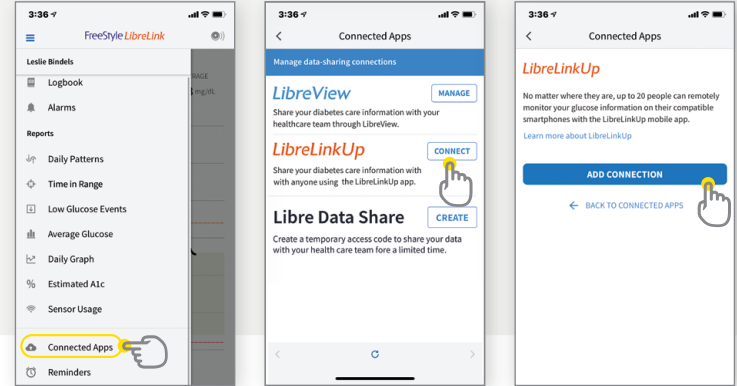 3:36
FreeStyle LibreLink
Leslie Bindels
Logbook
Alarms
Reports
Daily Patterns
Time in Range
Low Glucose Events
Average Glucose
Daily Graph
% Estimated A1c
Sensor Usage
Connected Apps
Reminders
RAGE
mg/dL
3:36
Connected Apps
Manage data-sharing connections
LibreView
MANAGE
Share your diabetes care information with your
healthcare team through LibreView.
LibreLinkUp
CONNECT
Share your diabetes care information with
with anyone using the LibreLinkUp app.
Libre Data Share
CREATE
Create a temporary access code to share your data
with your health care team fore a limited time.
3:36
Connected Apps
LibreLinkUp
No matter where they are, up to 20 people can remotely
monitor your glucose information on their compatible
smartphones with the LibreLinkUp mobile app.
Learn more about LibreLinkUp
ADD CONNECTION
BACK TO CONNECTED APPS